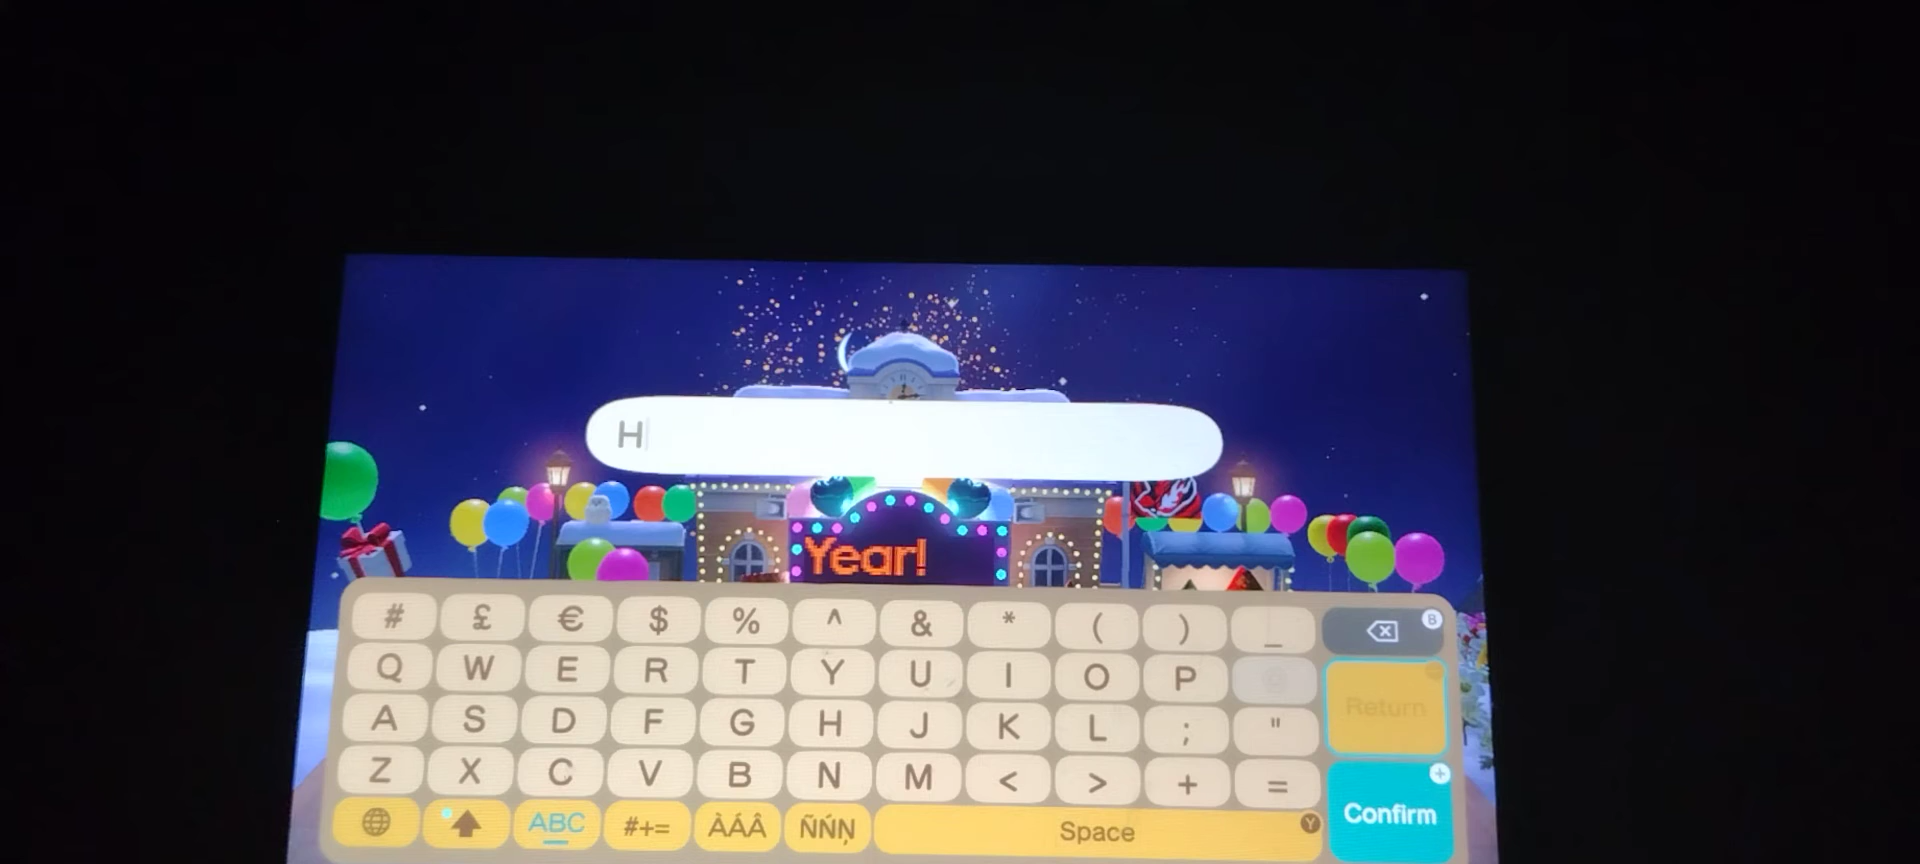 H
Year!
# £ € $ % ^ & * ( ) _ B
Q W E R T Y U I O P Return
A S D F G H J K L ; "
Z X C V B N M < > + = Confirm
ABC #+= ÀÁÂ ÑŃŅ Space Y